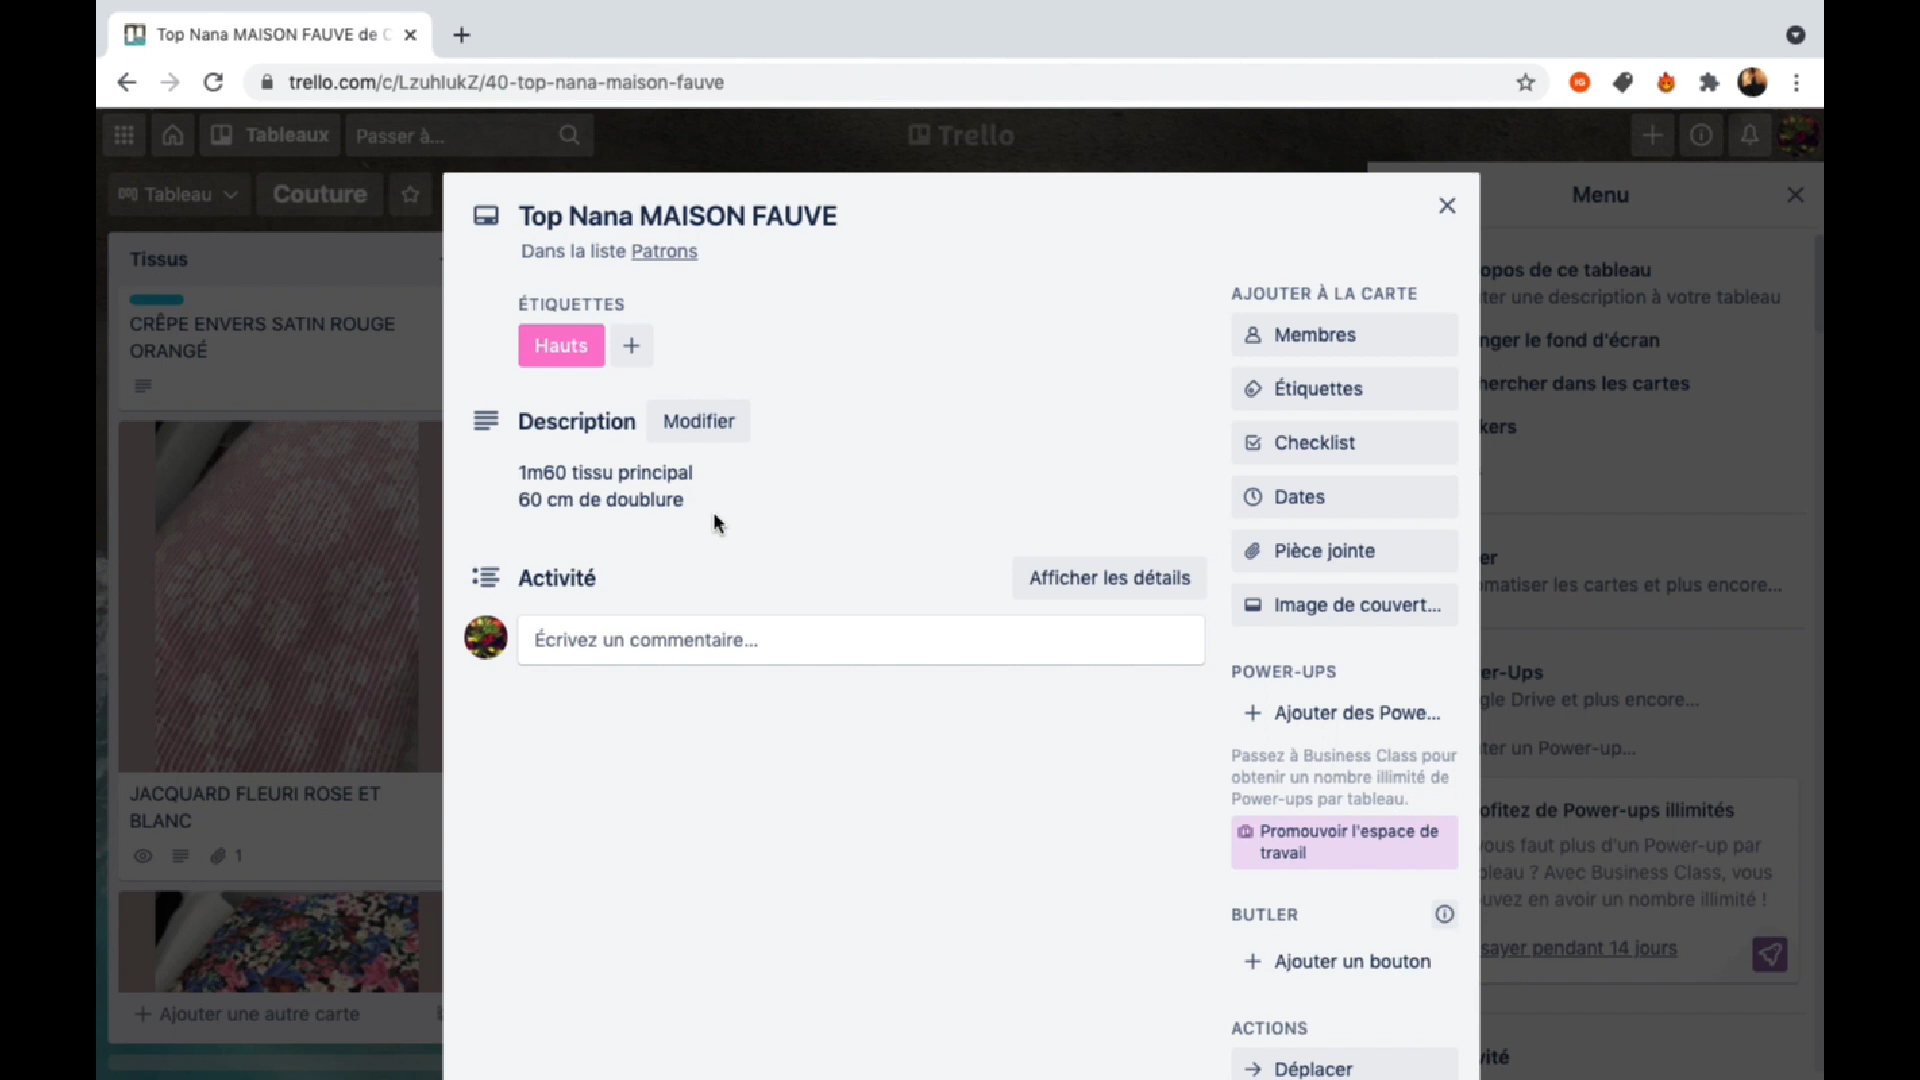 Top Nana MAISON FAUVE de C
trello.com/c/LzuhIukZ/40-top-nana-maison-fauve
Tableaux
Passer à...
Trello
Tableau
Couture
Menu
Tissus
CRÊPE ENVERS SATIN ROUGE
ORANGÉ
JACQUARD FLEURI ROSE ET
BLANC
1
Ajouter une autre carte
Top Nana MAISON FAUVE
Dans la liste Patrons
ÉTIQUETTES
Hauts
Description
Modifier
1m60 tissu principal
60 cm de doublure
Activité
Afficher les détails
Écrivez un commentaire...
AJOUTER À LA CARTE
Membres
Étiquettes
Checklist
Dates
Pièce jointe
Image de couvert...
POWER-UPS
Ajouter des Powe...
Passez à Business Class pour
obtenir un nombre illimité de
Power-ups par tableau.
Promouvoir l'espace de
travail
BUTLER
Ajouter un bouton
ACTIONS
Déplacer
opos de ce tableau
ter une description à votre tableau
nger le fond d'écran
hercher dans les cartes
kers
er
matiser les cartes et plus encore...
er-Ups
gle Drive et plus encore...
ter un Power-up...
ofitez de Power-ups illimités
ous faut plus d'un Power-up par
bleau ? Avec Business Class, vous
uvez en avoir un nombre illimité !
sayer pendant 14 jours
vité